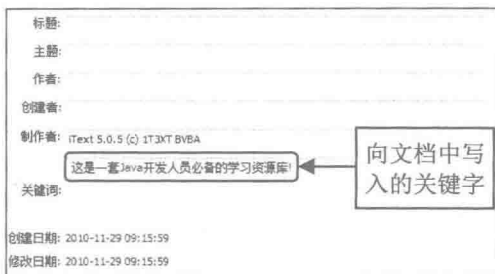 标题:
主题:
作者:
创建者:
制作者: iText 5.0.5 (c) 1T3XT BVBA
这是一套Java开发人员必备的学习资源库!
向文档中写
入的关键字
关键词:
创建日期: 2010-11-29 09:15:59
修改日期: 2010-11-29 09:15:59